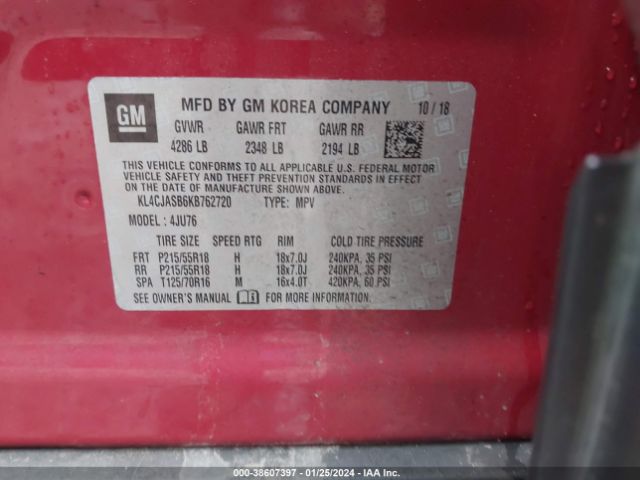 GM
MFD BY GM KOREA COMPANY 10/18
GVWR GAWR FRT GAWR RR
4286 LB 2348 LB 2194 LB
THIS VEHICLE CONFORMS TO ALL APPLICABLE U.S. FEDERAL MOTOR
VEHICLE SAFETY AND THEFT PREVENTION STANDARDS IN EFFECT
ON THE DATE OF MANUFACTURE SHOWN ABOVE.
KL4CJASB6KB762720 TYPE: MPV
MODEL: 4JU76
TIRE SIZE SPEED RTG RIM COLD TIRE PRESSURE
FRT P215/55R18 H 18x7.0J 240KPA, 35 PSI
RR P215/55R18 H 18x7.0J 240KPA, 35 PSI
SPA T125/70R16 M 16x4.0T 420KPA, 60 PSI
SEE OWNER'S MANUAL FOR MORE INFORMATION.
© - 38607397 - 01/25/2024 - IAA Inc.